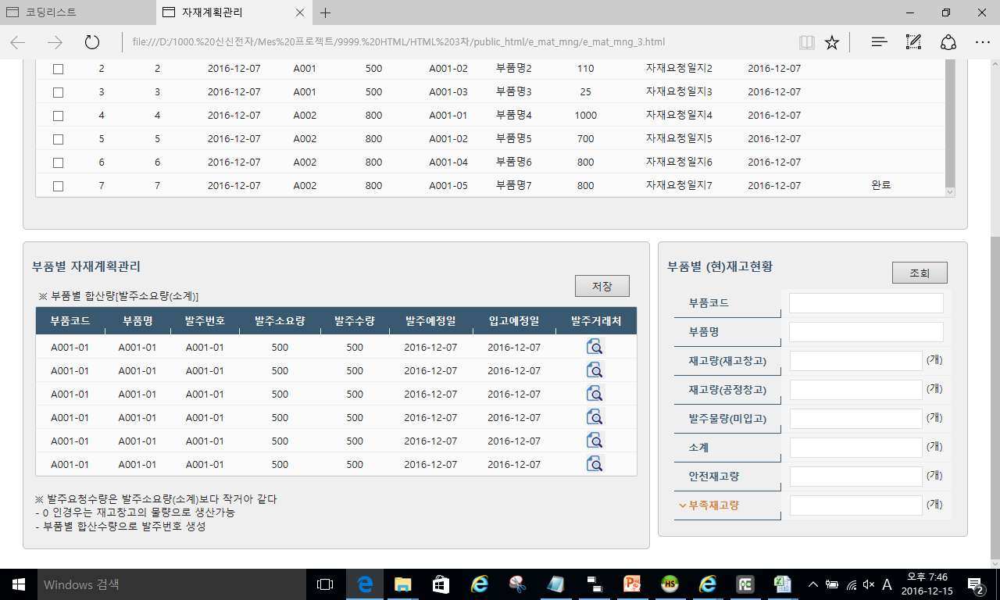 코딩리스트
자재계획관리
file:///D:/1000.%20신신전자/Mes%20프로젝트/9999.%20HTML/HTML%203차/public_html/e_mat_mng/e_mat_mng_3.html
2 2 2016-12-07 A001 500 A001-02 부품명2 110 자재요청일지2 2016-12-07
3 3 2016-12-07 A001 500 A001-03 부품명3 25 자재요청일지3 2016-12-07
4 4 2016-12-07 A002 800 A001-01 부품명4 1000 자재요청일지4 2016-12-07
5 5 2016-12-07 A002 800 A001-02 부품명5 700 자재요청일지5 2016-12-07
6 6 2016-12-07 A002 800 A001-04 부품명6 800 자재요청일지6 2016-12-07
7 7 2016-12-07 A002 800 A001-05 부품명7 800 자재요청일지7 2016-12-07 완료
부품별 자재계획관리
저장
※ 부품별 합산량[발주소요량(소계)]
부품코드 부품명 발주번호 발주소요량 발주수량 발주예정일 입고예정일 발주거래처
A001-01 A001-01 A001-01 500 500 2016-12-07 2016-12-07
A001-01 A001-01 A001-01 500 500 2016-12-07 2016-12-07
A001-01 A001-01 A001-01 500 500 2016-12-07 2016-12-07
A001-01 A001-01 A001-01 500 500 2016-12-07 2016-12-07
A001-01 A001-01 A001-01 500 500 2016-12-07 2016-12-07
A001-01 A001-01 A001-01 500 500 2016-12-07 2016-12-07
※ 발주요청수량은 발주소요량(소계)보다 작거아 같다
- 0 인경우는 재고창고의 물량으로 생산가능
- 부품별 합산수량으로 발주번호 생성
부품별 (현)재고현황
조회
부품코드
부품명
재고량(재고창고) (개)
재고량(공정창고) (개)
발주물량(미입고) (개)
소계 (개)
안전재고량 (개)
부족재고량 (개)
Windows 검색
HS
A
오후 7:46
2016-12-15
2